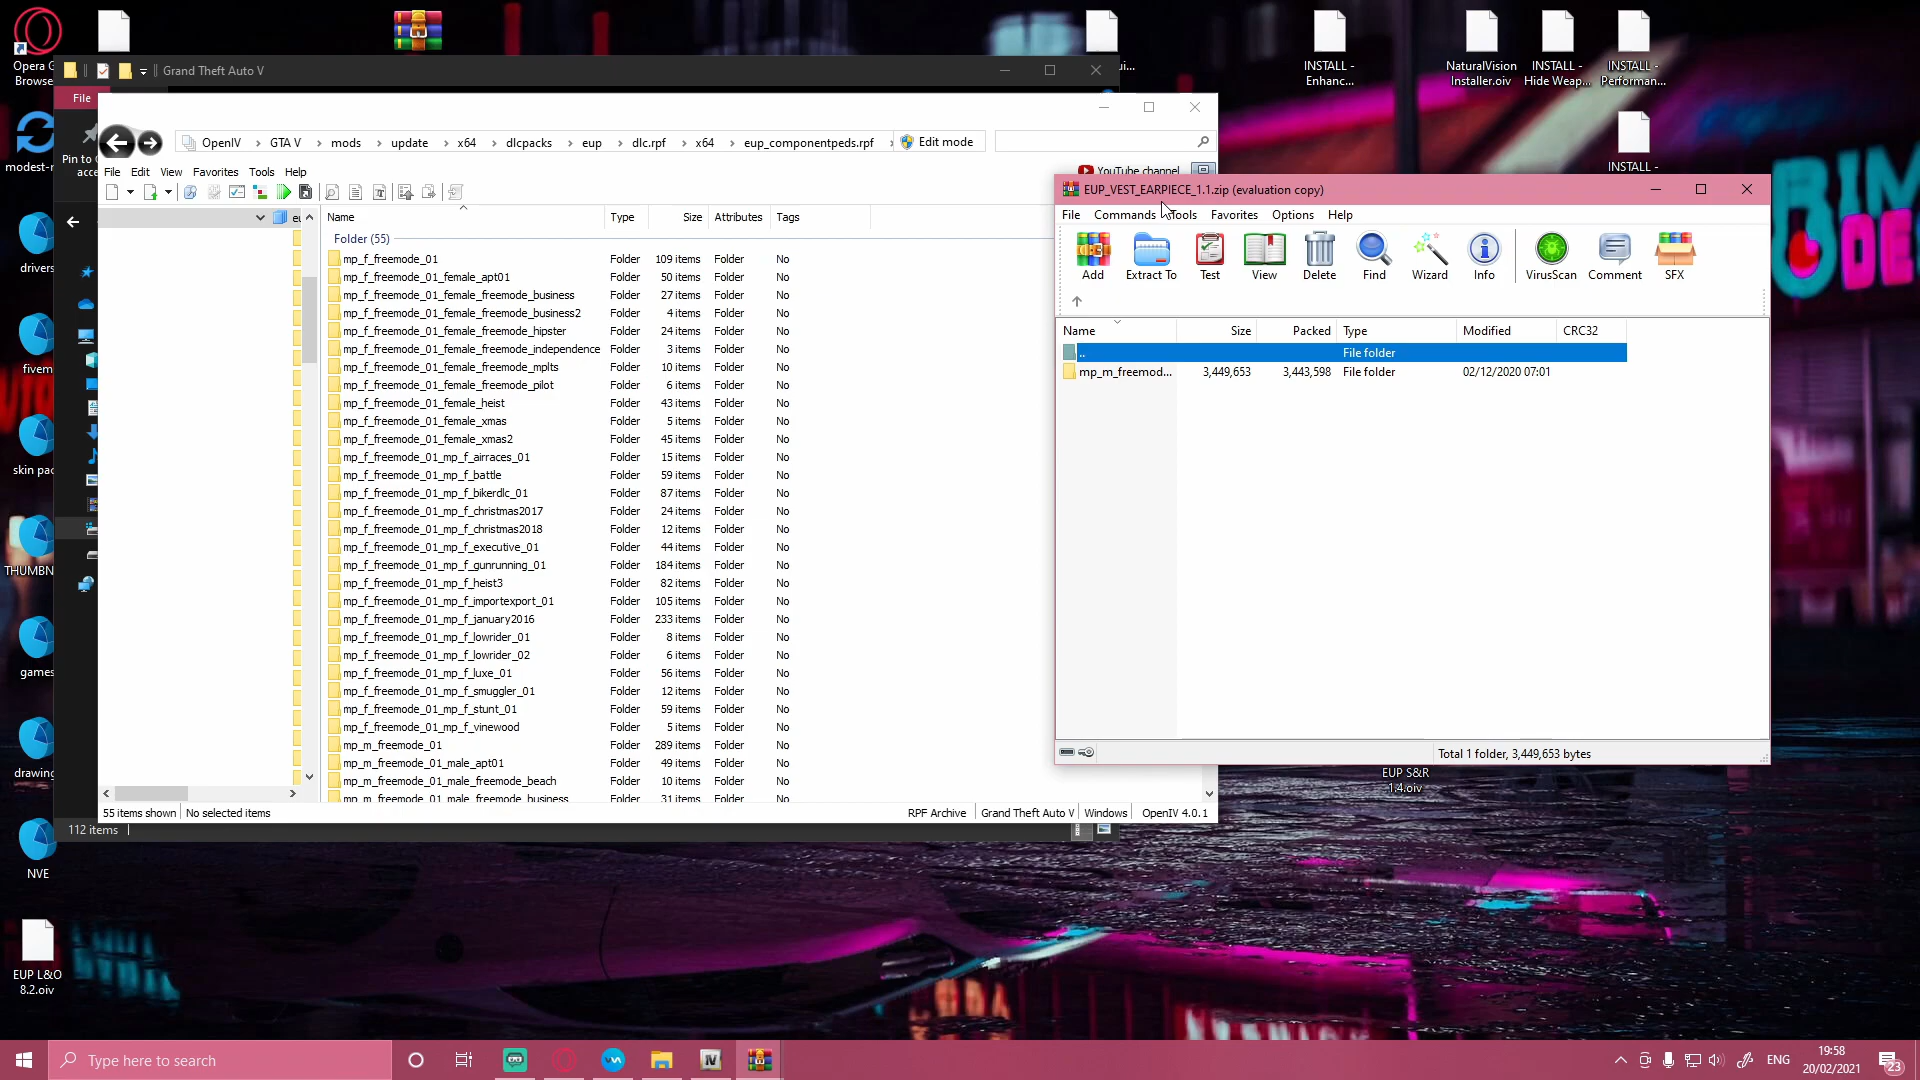 Opera G
Browse
INSTALL -
Enhanc...
NaturalVision
Installer.oiv
INSTALL -
Hide Weap...
INSTALL -
Performan...
INSTALL -
Grand Theft Auto V
File
OpenIV
GTA V
mods
update
x64
dlcpacks
eup
dlc.rpf
x64
eup_componentpeds.rpf
Edit mode
File Edit View Favorites Tools Help
YouTube channel
Name Type Size Attributes Tags
Folder (55)
mp_f_freemode_01 Folder 109 items Folder No
mp_f_freemode_01_female_apt01 Folder 50 items Folder No
mp_f_freemode_01_female_freemode_business Folder 27 items Folder No
mp_f_freemode_01_female_freemode_business2 Folder 4 items Folder No
mp_f_freemode_01_female_freemode_hipster Folder 24 items Folder No
mp_f_freemode_01_female_freemode_independence Folder 3 items Folder No
mp_f_freemode_01_female_freemode_mplts Folder 10 items Folder No
mp_f_freemode_01_female_freemode_pilot Folder 6 items Folder No
mp_f_freemode_01_female_heist Folder 43 items Folder No
mp_f_freemode_01_female_xmas Folder 5 items Folder No
mp_f_freemode_01_female_xmas2 Folder 45 items Folder No
mp_f_freemode_01_mp_f_airraces_01 Folder 15 items Folder No
mp_f_freemode_01_mp_f_battle Folder 59 items Folder No
mp_f_freemode_01_mp_f_bikerdlc_01 Folder 87 items Folder No
mp_f_freemode_01_mp_f_christmas2017 Folder 24 items Folder No
mp_f_freemode_01_mp_f_christmas2018 Folder 12 items Folder No
mp_f_freemode_01_mp_f_executive_01 Folder 44 items Folder No
mp_f_freemode_01_mp_f_gunrunning_01 Folder 184 items Folder No
mp_f_freemode_01_mp_f_heist3 Folder 82 items Folder No
mp_f_freemode_01_mp_f_importexport_01 Folder 105 items Folder No
mp_f_freemode_01_mp_f_january2016 Folder 233 items Folder No
mp_f_freemode_01_mp_f_lowrider_01 Folder 8 items Folder No
mp_f_freemode_01_mp_f_lowrider_02 Folder 6 items Folder No
mp_f_freemode_01_mp_f_luxe_01 Folder 56 items Folder No
mp_f_freemode_01_mp_f_smuggler_01 Folder 12 items Folder No
mp_f_freemode_01_mp_f_stunt_01 Folder 59 items Folder No
mp_f_freemode_01_mp_f_vinewood Folder 5 items Folder No
mp_m_freemode_01 Folder 289 items Folder No
mp_m_freemode_01_male_apt01 Folder 49 items Folder No
mp_m_freemode_01_male_freemode_beach Folder 10 items Folder No
mp_m_freemode_01_male_freemode_business Folder 31 items Folder No
55 items shown No selected items RPF Archive Grand Theft Auto V Windows OpenIV 4.0.1
112 items
EUP_VEST_EARPIECE_1.1.zip (evaluation copy)
File Commands Tools Favorites Options Help
Add Extract To Test View Delete Find Wizard Info VirusScan Comment SFX
Name Size Packed Type Modified CRC32
.. File folder
mp_m_freemod... 3,449,653 3,443,598 File folder 02/12/2020 07:01
Total 1 folder, 3,449,653 bytes
EUP S&R
1.4.oiv
modest-r
Pin to
acce
drivers
fivem
skin pac
THUMBN
games
drawing
NVE
EUP L&O
8.2.oiv
Type here to search
ENG
19:58
20/02/2021
23